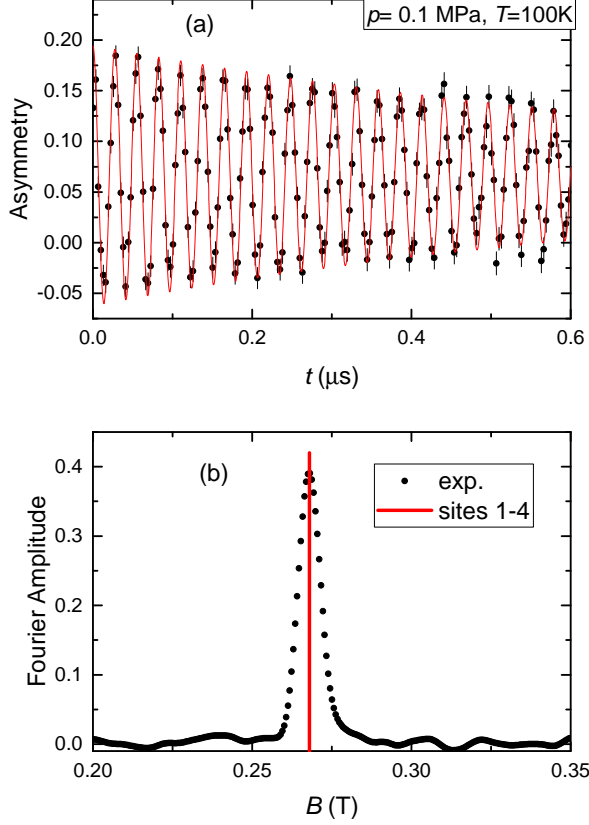 p= 0.1 MPa, T=100K
(a)
0.20
0.15
0.10
0.05
0.00
-0.05
Asymmetry
0.0 0.2 0.4 0.6
t (μs)
(b)
exp.
sites 1-4
0.4
0.3
0.2
0.1
0.0
Fourier Amplitude
0.20 0.25 0.30 0.35
B (T)